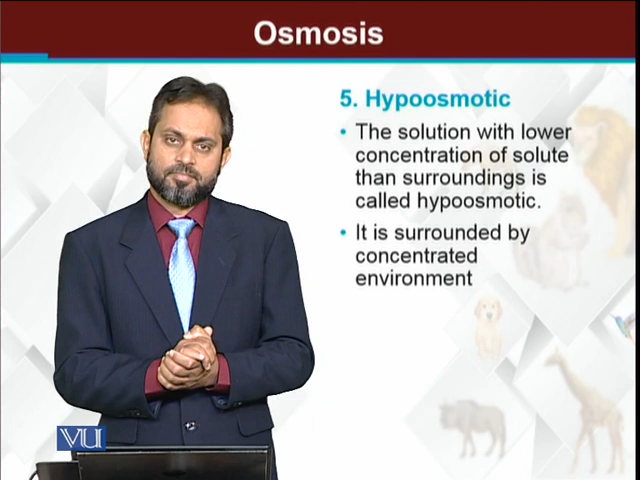 Osmosis
5. Hypoosmotic
• The solution with lower
concentration of solute
than surroundings is
called hypoosmotic.
• It is surrounded by
concentrated
environment
VU